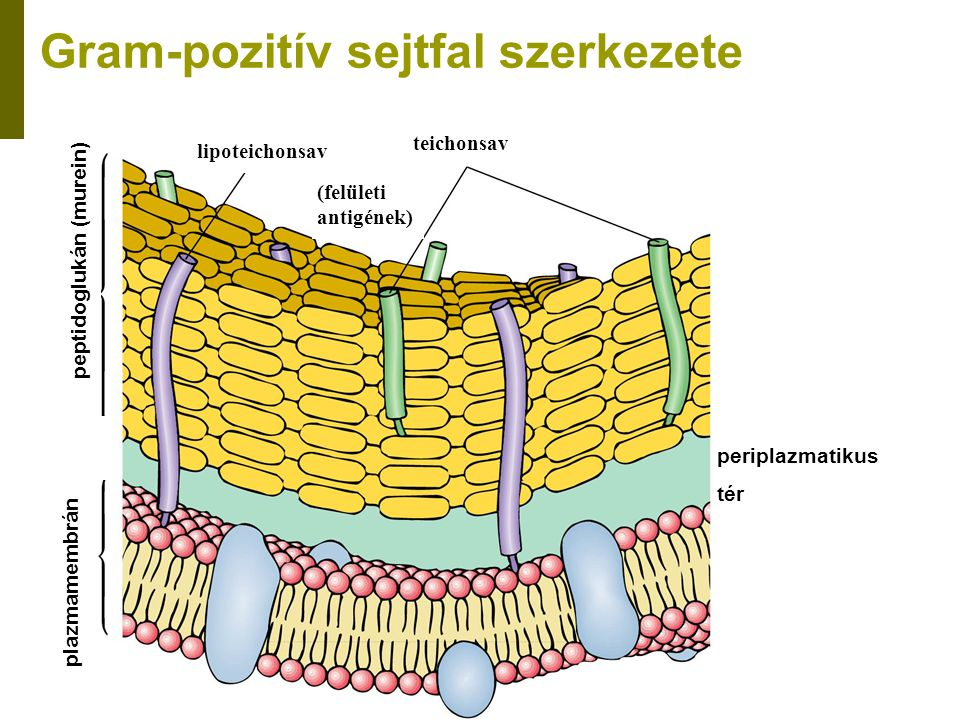 Gram-pozitív sejtfal szerkezete
lipoteichonsav
teichonsav
(felületi
antigének)
peptidoglukán (murein)
periplazmatikus
tér
plazmamembrán